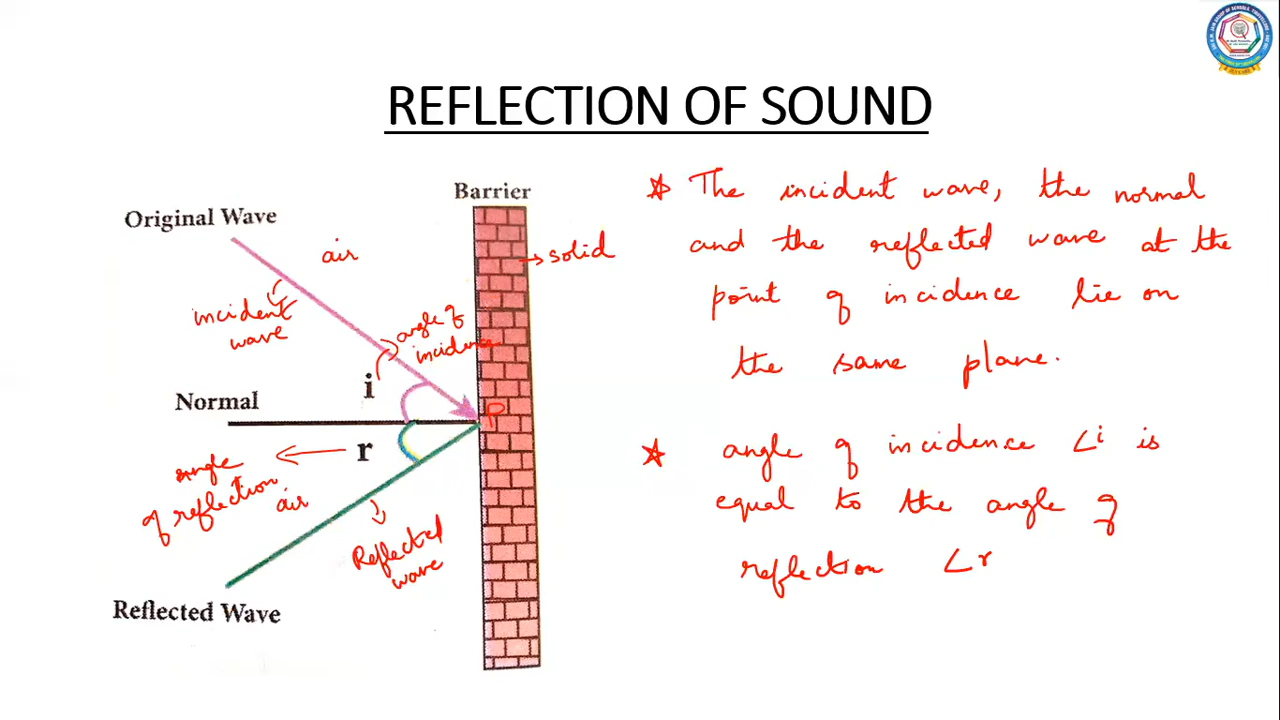 REFLECTION OF SOUND
Barrier
Original Wave
air
→ solid
incident
wave
angle of
incidence
i
Normal
P
r
angle
of reflection
air
Reflected
wave
Reflected Wave
☆ The incident wave, the normal
and the reflected wave at the
point of incidence lie on
the same plane.
☆ angle of incidence ∠i is
equal to the angle of
reflection ∠r